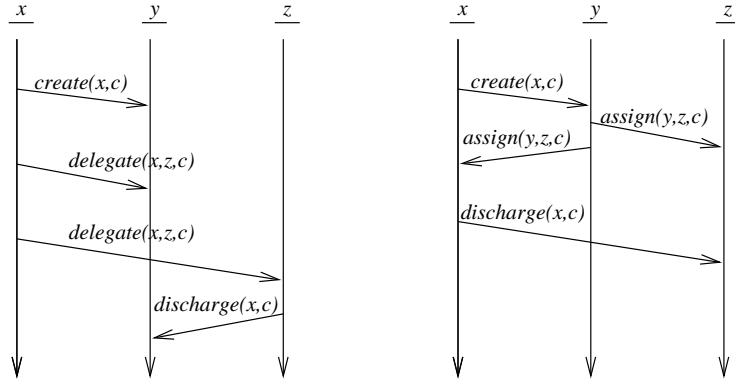 x y z
create(x,c)
delegate(x,z,c)
delegate(x,z,c)
discharge(x,c)
x y z
create(x,c)
assign(y,z,c)
assign(y,z,c)
discharge(x,c)